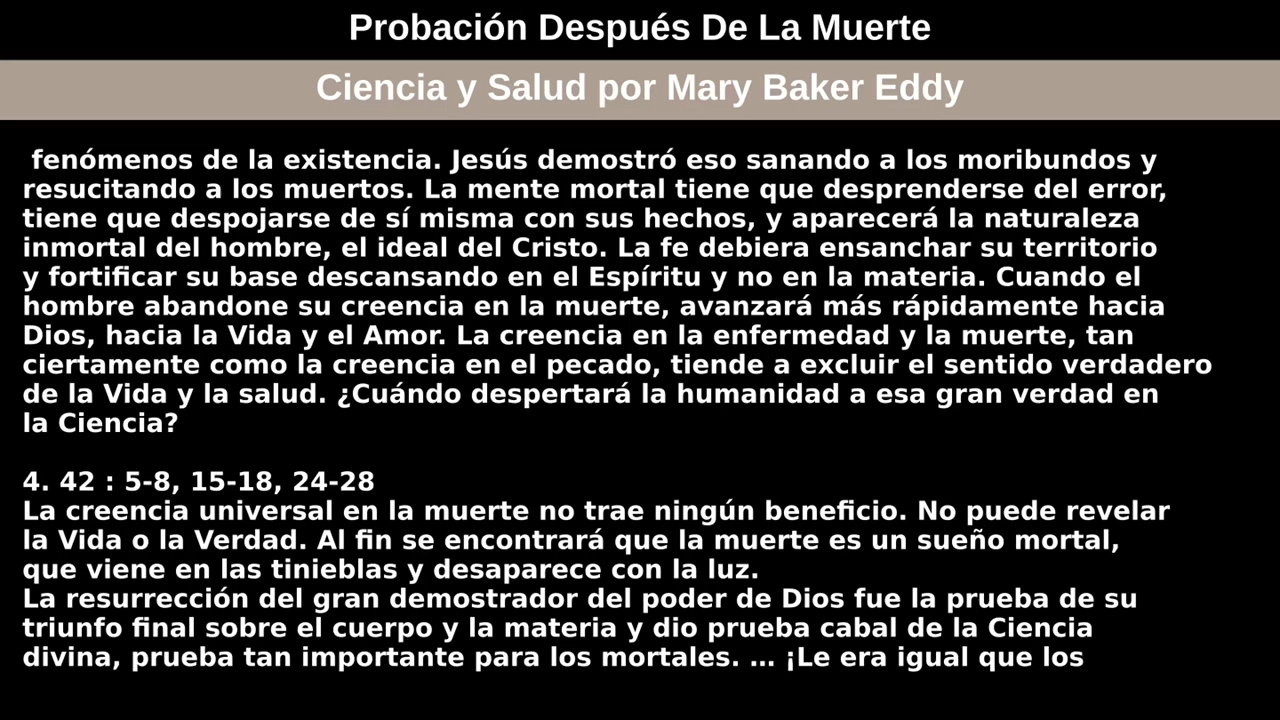 Probación Después De La Muerte
Ciencia y Salud por Mary Baker Eddy
fenómenos de la existencia. Jesús demostró eso sanando a los moribundos y
resucitando a los muertos. La mente mortal tiene que desprenderse del error,
tiene que despojarse de sí misma con sus hechos, y aparecerá la naturaleza
inmortal del hombre, el ideal del Cristo. La fe debiera ensanchar su territorio
y fortificar su base descansando en el Espíritu y no en la materia. Cuando el
hombre abandone su creencia en la muerte, avanzará más rápidamente hacia
Dios, hacia la Vida y el Amor. La creencia en la enfermedad y la muerte, tan
ciertamente como la creencia en el pecado, tiende a excluir el sentido verdadero
de la Vida y la salud. ¿Cuándo despertará la humanidad a esa gran verdad en
la Ciencia?
4. 42 : 5-8, 15-18, 24-28
La creencia universal en la muerte no trae ningún beneficio. No puede revelar
la Vida o la Verdad. Al fin se encontrará que la muerte es un sueño mortal,
que viene en las tinieblas y desaparece con la luz.
La resurrección del gran demostrador del poder de Dios fue la prueba de su
triunfo final sobre el cuerpo y la materia y dio prueba cabal de la Ciencia
divina, prueba tan importante para los mortales. … ¡Le era igual que los